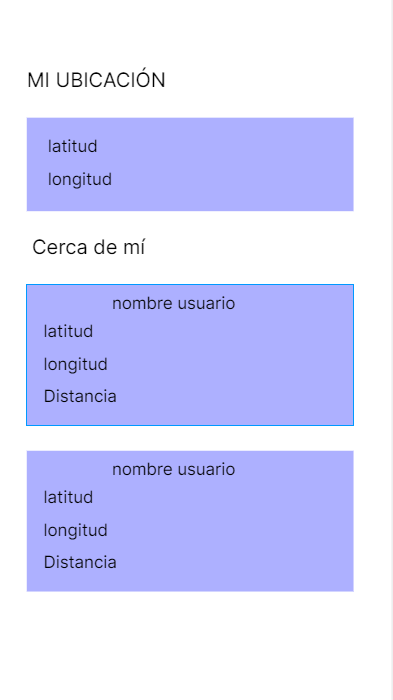 MI UBICACIÓN
latitud
longitud
Cerca de mí
nombre usuario
latitud
longitud
Distancia
nombre usuario
latitud
longitud
Distancia